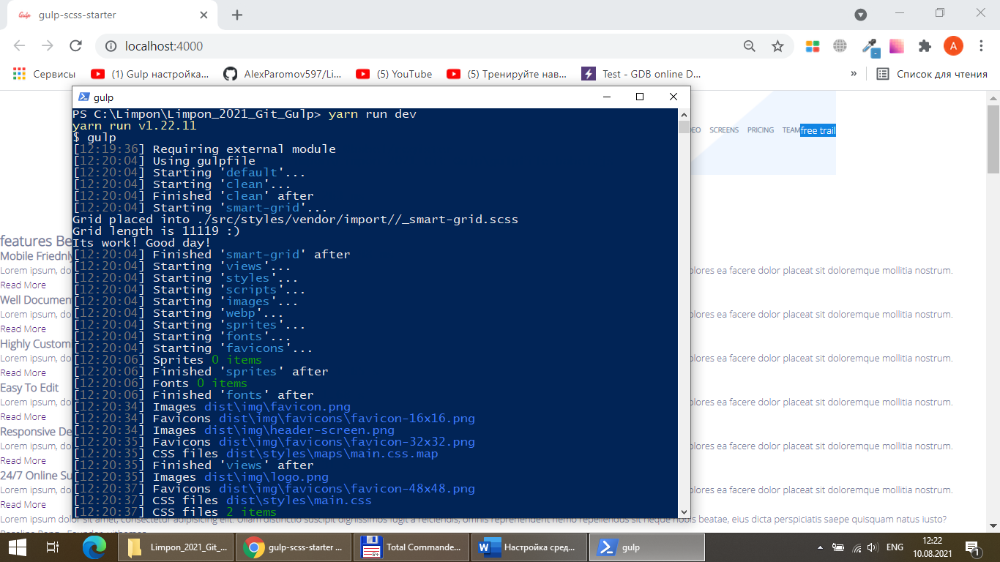 gulp-scss-starter
localhost:4000
A
Сервисы
(1) Gulp настройка...
AlexParomov597/Li...
(5) YouTube
(5) Тренируйте нав...
Test - GDB online D...
»
Список для чтения
gulp
PS C:\Limpon\Limpon_2021_Git_Gulp> yarn run dev
yarn run v1.22.11
$ gulp
[12:19:36] Requiring external module
[12:20:04] Using gulpfile
[12:20:04] Starting 'default'...
[12:20:04] Starting 'clean'...
[12:20:04] Finished 'clean' after
[12:20:04] Starting 'smart-grid'...
Grid placed into ./src/styles/vendor/import//_smart-grid.scss
Grid length is 11119 :)
Its work! Good day!
[12:20:04] Finished 'smart-grid' after
[12:20:04] Starting 'views'...
[12:20:04] Starting 'styles'...
[12:20:04] Starting 'scripts'...
[12:20:04] Starting 'images'...
[12:20:04] Starting 'webp'...
[12:20:04] Starting 'sprites'...
[12:20:04] Starting 'fonts'...
[12:20:04] Starting 'favicons'...
[12:20:06] Sprites 0 items
[12:20:06] Finished 'sprites' after
[12:20:06] Fonts 0 items
[12:20:06] Finished 'fonts' after
[12:20:34] Images dist\img\favicon.png
[12:20:34] Favicons dist\img\favicons\favicon-16x16.png
[12:20:34] Images dist\img\header-screen.png
[12:20:35] Favicons dist\img\favicons\favicon-32x32.png
[12:20:35] CSS files dist\styles\maps\main.css.map
[12:20:35] Finished 'views' after
[12:20:35] Images dist\img\logo.png
[12:20:37] Favicons dist\img\favicons\favicon-48x48.png
[12:20:37] CSS files dist\styles\main.css
[12:20:37] CSS files 2 items
SCREENS PRICING TEAM free trail
features Be
Mobile Friednly
Lorem ipsum, do olores ea facere dolor placeat sit doloremque mollitia nostrum.
Read More
Well Documen
Lorem ipsum, do olores ea facere dolor placeat sit doloremque mollitia nostrum.
Read More
Highly Custom
Lorem ipsum, do olores ea facere dolor placeat sit doloremque mollitia nostrum.
Read More
Easy To Edit
Lorem ipsum, do olores ea facere dolor placeat sit doloremque mollitia nostrum.
Read More
Responsive De
Lorem ipsum, do olores ea facere dolor placeat sit doloremque mollitia nostrum.
Read More
24/7 Online Su
Lorem ipsum, do olores ea facere dolor placeat sit doloremque mollitia nostrum.
Read More
Lorem ipsum dolor sit amet, consectetur adipisicing elit. Ullam distinctio suscipit dignissimos fugit a reiciendis, omnis reprehenderit nemo repellendus sit neque nobis beatae, eius dicta perspiciatis saepe quisquam natus iusto?
Limpon_2021_Git_...
gulp-scss-starter ...
Total Commande...
Настройка сред...
gulp
ENG
12:22
10.08.2021
1